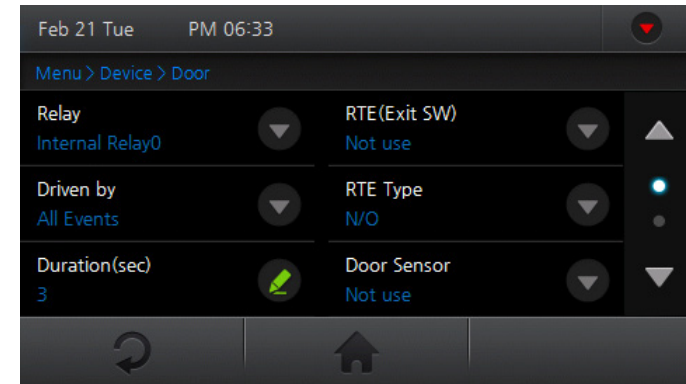 Feb 21 Tue PM 06:33
Menu > Device > Door
Relay
Internal Relay0
RTE(Exit SW)
Not use
Driven by
All Events
RTE Type
N/O
Duration(sec)
3
Door Sensor
Not use